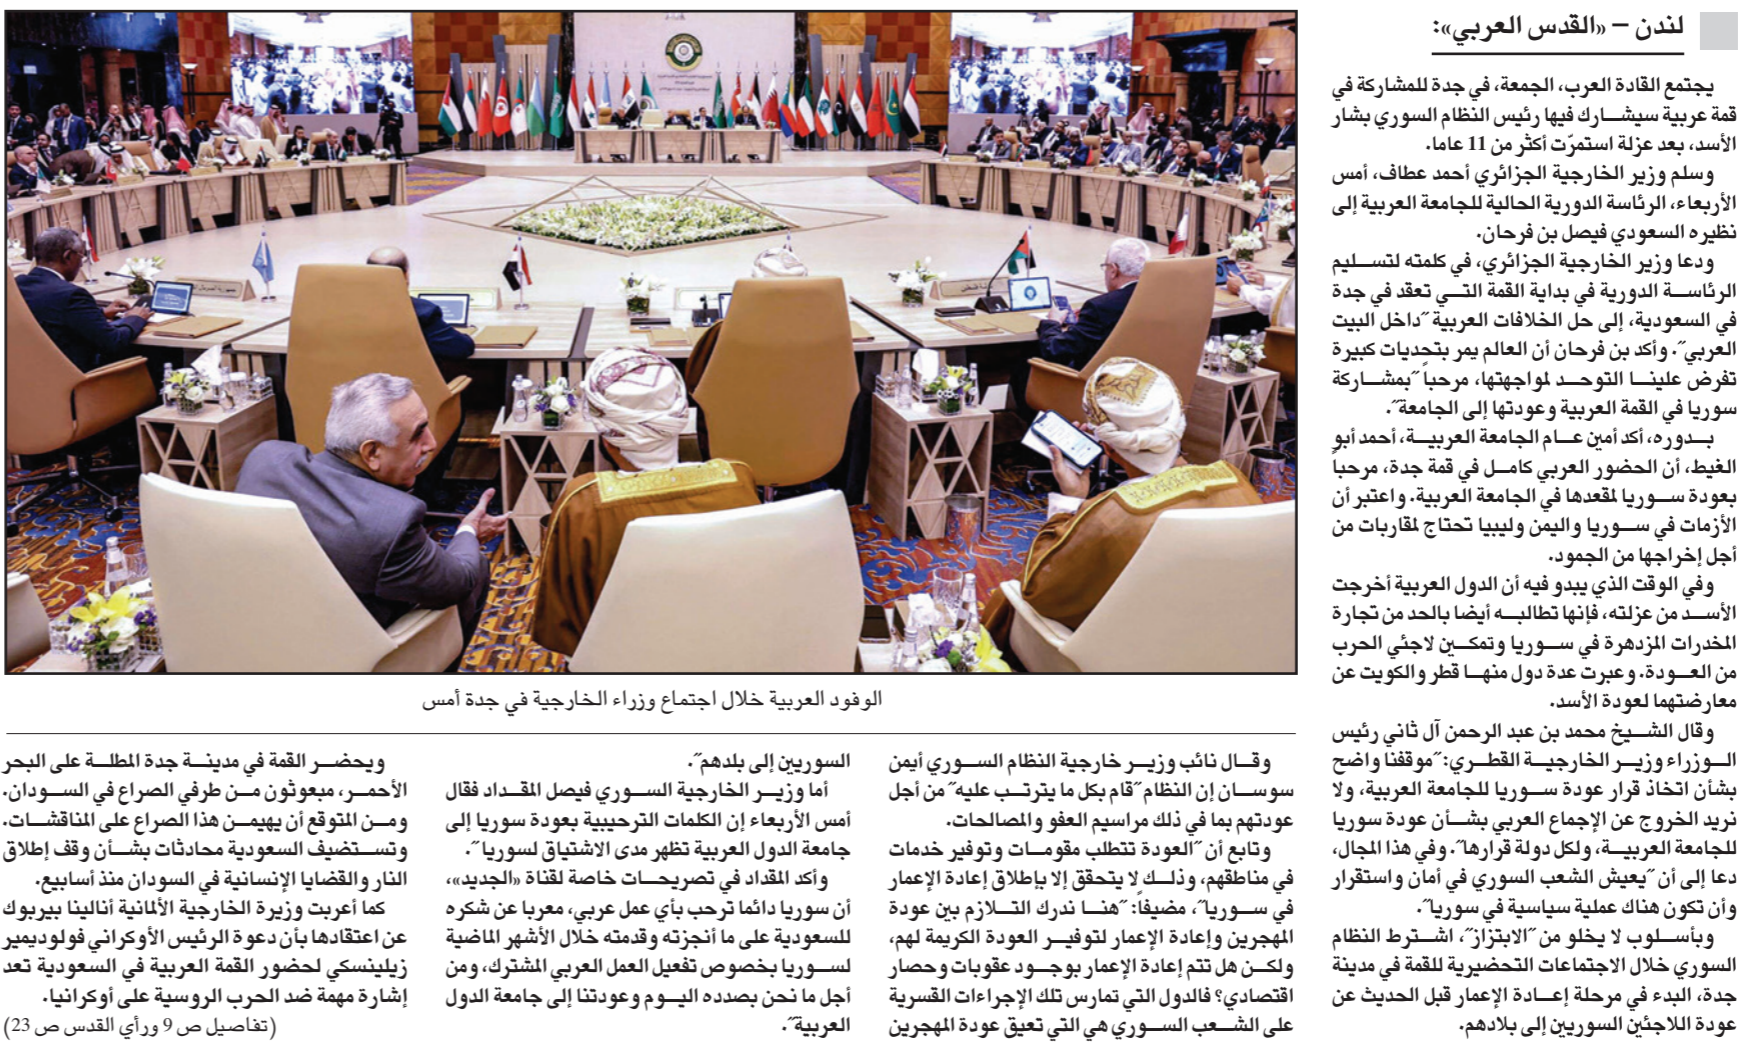 لندن – «القدس العربي»:
يجتمع القادة العرب، الجمعة، في جدة للمشاركة في
قمة عربية سيشارك فيها رئيس النظام السوري بشار
الأسد، بعد عزلة استمرّت أكثر من 11 عاما.
وسلم وزير الخارجية الجزائري أحمد عطاف، أمس
الأربعاء، الرئاسة الدورية الحالية للجامعة العربية إلى
نظيره السعودي فيصل بن فرحان.
ودعا وزير الخارجية الجزائري، في كلمته لتسليم
الرئاسة الدورية في بداية القمة التي تعقد في جدة
في السعودية، إلى حل الخلافات العربية "داخل البيت
العربي". وأكد بن فرحان أن العالم يمر بتحديات كبيرة
تفرض علينا التوحد لمواجهتها، مرحباً "بمشاركة
سوريا في القمة العربية وعودتها إلى الجامعة".
بدوره، أكد أمين عام الجامعة العربية، أحمد أبو
الغيط، أن الحضور العربي كامل في قمة جدة، مرحباً
بعودة سوريا لمقعدها في الجامعة العربية. واعتبر أن
الأزمات في سوريا واليمن وليبيا تحتاج لمقاربات من
أجل إخراجها من الجمود.
وفي الوقت الذي يبدو فيه أن الدول العربية أخرجت
الأسد من عزلته، فإنها تطالبه أيضا بالحد من تجارة
المخدرات المزدهرة في سوريا وتمكين لاجئي الحرب
من العودة. وعبرت عدة دول منها قطر والكويت عن
معارضتهما لعودة الأسد.
وقال الشيخ محمد بن عبد الرحمن آل ثاني رئيس
الوزراء وزير الخارجية القطري: "موقفنا واضح
بشأن اتخاذ قرار عودة سوريا للجامعة العربية، ولا
نريد الخروج عن الإجماع العربي بشأن عودة سوريا
للجامعة العربية، ولكل دولة قرارها". وفي هذا المجال،
دعا إلى أن "يعيش الشعب السوري في أمان واستقرار
وأن تكون هناك عملية سياسية في سوريا".
وبأسلوب لا يخلو من "الابتزاز"، اشترط النظام
السوري خلال الاجتماعات التحضيرية للقمة في مدينة
جدة، البدء في مرحلة إعادة الإعمار قبل الحديث عن
عودة اللاجئين السوريين إلى بلادهم.
الوفود العربية خلال اجتماع وزراء الخارجية في جدة أمس
وقال نائب وزير خارجية النظام السوري أيمن
سوسان إن النظام "قام بكل ما يترتب عليه" من أجل
عودتهم بما في ذلك مراسيم العفو والمصالحات.
وتابع أن "العودة تتطلب مقومات وتوفير خدمات
في مناطقهم، وذلك لا يتحقق إلا بإطلاق إعادة الإعمار
في سوريا"، مضيفاً: "هنا ندرك التلازم بين عودة
المهجرين وإعادة الإعمار لتوفير العودة الكريمة لهم،
ولكن هل تتم إعادة الإعمار بوجود عقوبات وحصار
اقتصادي؟ فالدول التي تمارس تلك الإجراءات القسرية
على الشعب السوري هي التي تعيق عودة المهجرين
السوريين إلى بلدهم".
أما وزير الخارجية السوري فيصل المقداد فقال
أمس الأربعاء إن الكلمات الترحيبية بعودة سوريا إلى
جامعة الدول العربية تظهر مدى الاشتياق لسوريا".
وأكد المقداد في تصريحات خاصة لقناة «الجديد»،
أن سوريا دائما ترحب بأي عمل عربي، معربا عن شكره
للسعودية على ما أنجزته وقدمته خلال الأشهر الماضية
لسوريا بخصوص تفعيل العمل العربي المشترك، ومن
أجل ما نحن بصدده اليوم وعودتنا إلى جامعة الدول
العربية".
ويحضر القمة في مدينة جدة المطلة على البحر
الأحمر، مبعوثون من طرفي الصراع في السودان.
ومن المتوقع أن يهيمن هذا الصراع على المناقشات.
وتستضيف السعودية محادثات بشأن وقف إطلاق
النار والقضايا الإنسانية في السودان منذ أسابيع.
كما أعربت وزيرة الخارجية الألمانية أنالينا بيربوك
عن اعتقادها بأن دعوة الرئيس الأوكراني فولوديمير
زيلينسكي لحضور القمة العربية في السعودية تعد
إشارة مهمة ضد الحرب الروسية على أوكرانيا.
(تفاصيل ص 9 ورأي القدس ص 23)